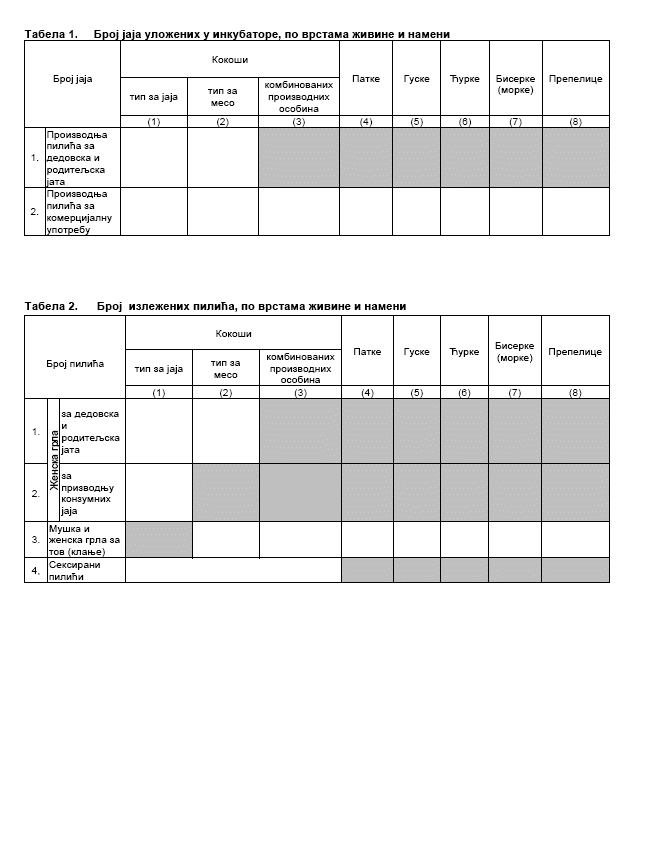 Табела 1. Број јаја уложених у инкубаторе, по врстама живине и намени
Број јаја
Кокоши
Патке
Гуске
Ћурке
Бисерке
(морке)
Препелице
тип за јаја
тип за
месо
комбинованих
производних
особина
(1) (2) (3) (4) (5) (6) (7) (8)
1.
Производња
пилића за
дедовска и
родитељска
јата
2.
Производња
пилића за
комерцијалну
употребу
Табела 2. Број излежених пилића, по врстама живине и намени
Број пилића
Кокоши
Патке
Гуске
Ћурке
Бисерке
(морке)
Препелице
тип за јаја
тип за
месо
комбинованих
производних
особина
(1) (2) (3) (4) (5) (6) (7) (8)
Женска грла
1.
за дедовска
и
родитељска
јата
2.
за
призводњу
конзумних
јаја
3.
Мушка и
женска грла за
тов (клање)
4.
Сексирани
пилићи